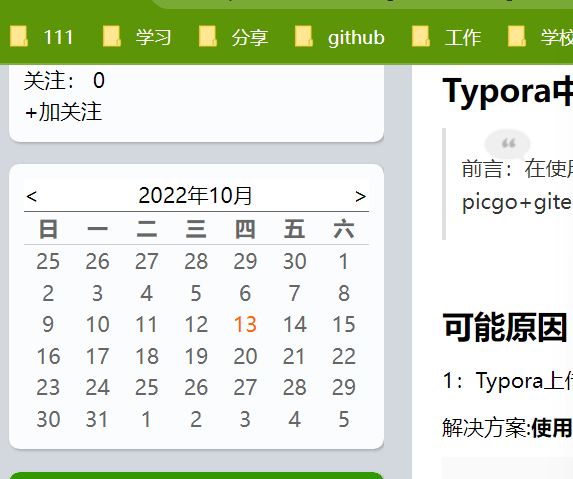 111 学习 分享 github 工作 学校
关注： 0
+加关注
< 2022年10月 >
日 一 二 三 四 五 六
25 26 27 28 29 30 1
2 3 4 5 6 7 8
9 10 11 12 13 14 15
16 17 18 19 20 21 22
23 24 25 26 27 28 29
30 31 1 2 3 4 5
Typora中
前言：在使用
picgo+gite
可能原因
1：Typora上传
解决方案:使用